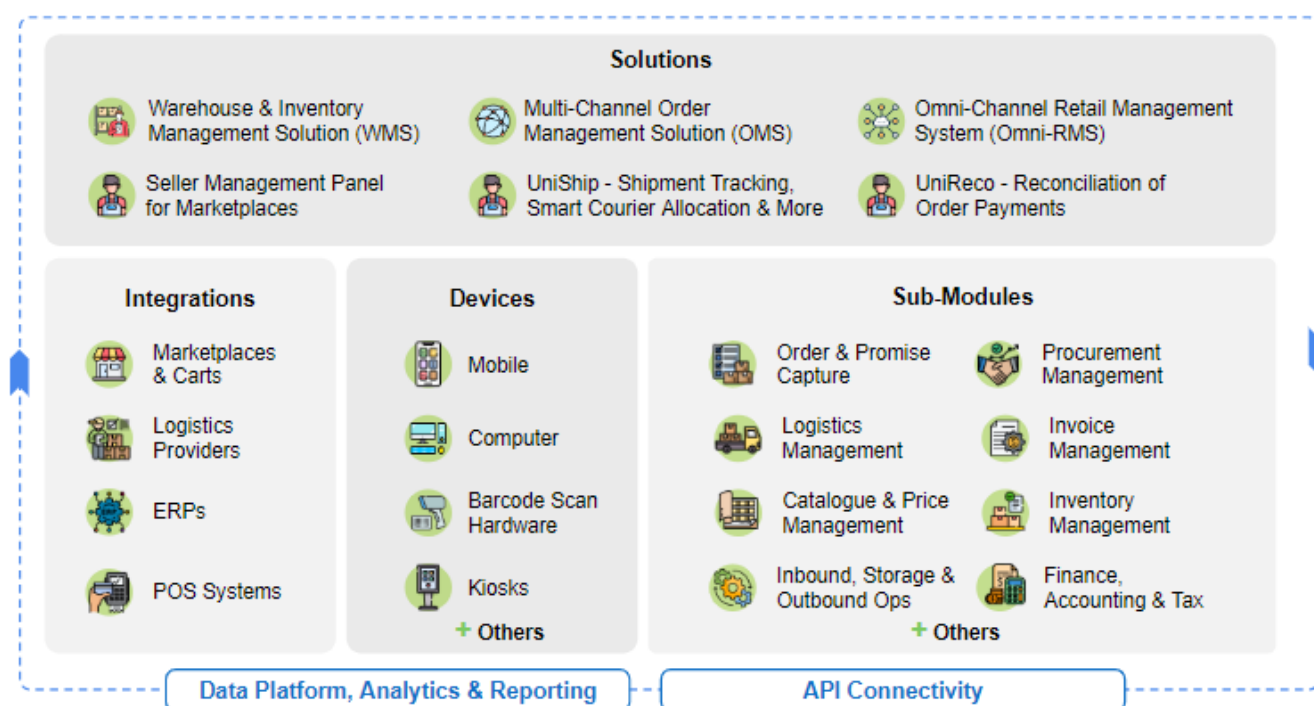 Solutions
Warehouse & Inventory
Management Solution (WMS)
Multi-Channel Order
Management Solution (OMS)
Omni-Channel Retail Management
System (Omni-RMS)
Seller Management Panel
for Marketplaces
UniShip - Shipment Tracking,
Smart Courier Allocation & More
UniReco - Reconciliation of
Order Payments
Integrations
Marketplaces
& Carts
Logistics
Providers
ERPs
POS Systems
Devices
Mobile
Computer
Barcode Scan
Hardware
Kiosks
+ Others
Sub-Modules
Order & Promise
Capture
Procurement
Management
Logistics
Management
Invoice
Management
Catalogue & Price
Management
Inventory
Management
Inbound, Storage &
Outbound Ops
Finance,
Accounting & Tax
+ Others
Data Platform, Analytics & Reporting
API Connectivity